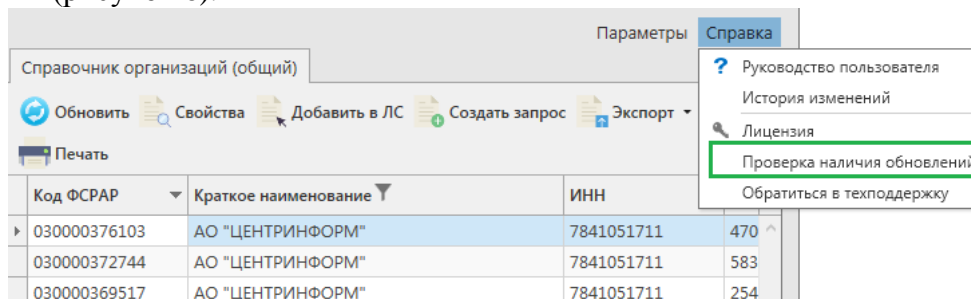 Параметры Справка
Справочник организаций (общий)
Обновить Свойства Добавить в ЛС Создать запрос Экспорт
Печать
? Руководство пользователя
История изменений
Лицензия
Проверка наличия обновлений
Обратиться в техподдержку
Код ФСРАР Краткое наименование ИНН
030000376103 АО "ЦЕНТРИНФОРМ" 7841051711 470
030000372744 АО "ЦЕНТРИНФОРМ" 7841051711 583
030000369517 АО "ЦЕНТРИНФОРМ" 7841051711 254